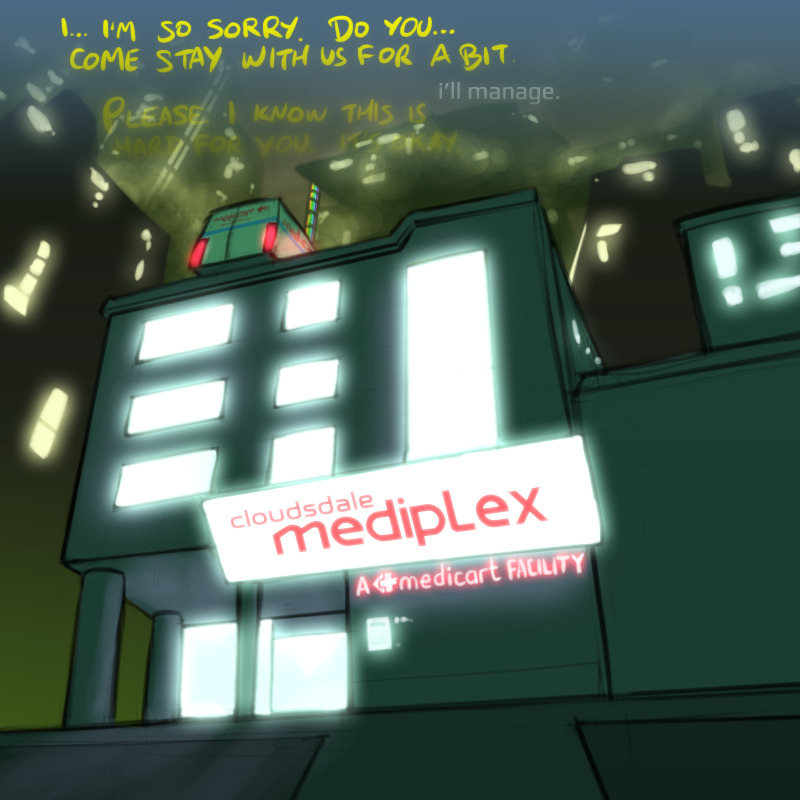 I... I'M SO SORRY. DO YOU...
COME STAY WITH US FOR A BIT.
i'll manage.
PLEASE. I KNOW THIS IS
HARD FOR YOU. IT'S OKAY
medicart
cloudsdale
mediplex
A medicart FACILITY